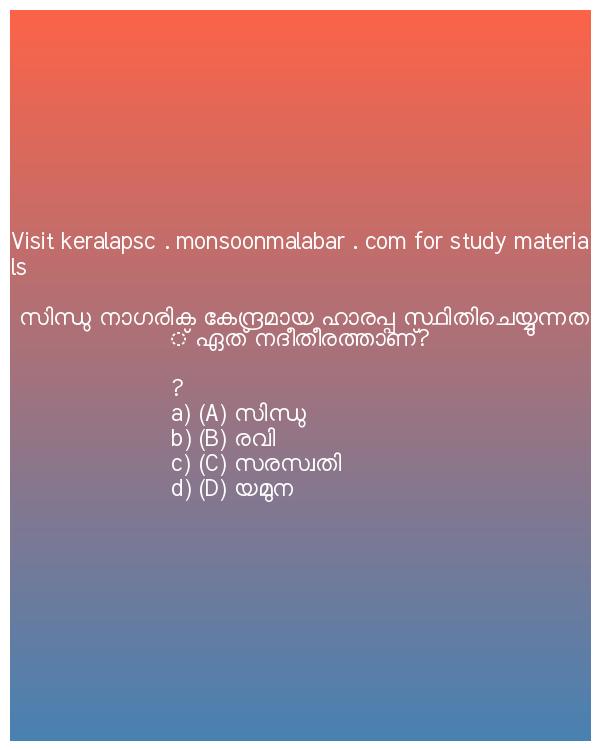 Visit keralapsc . monsoonmalabar . com for study materia
ls
സിന്ധു നാഗരിക കേന്ദ്രമായ ഹാരപ്പ സ്ഥിതിചെയ്യുന്നത
് ഏത് നദീതീരത്താണ്?
?
a) (A) സിന്ധു
b) (B) രവി
c) (C) സരസ്വതി
d) (D) യമുന